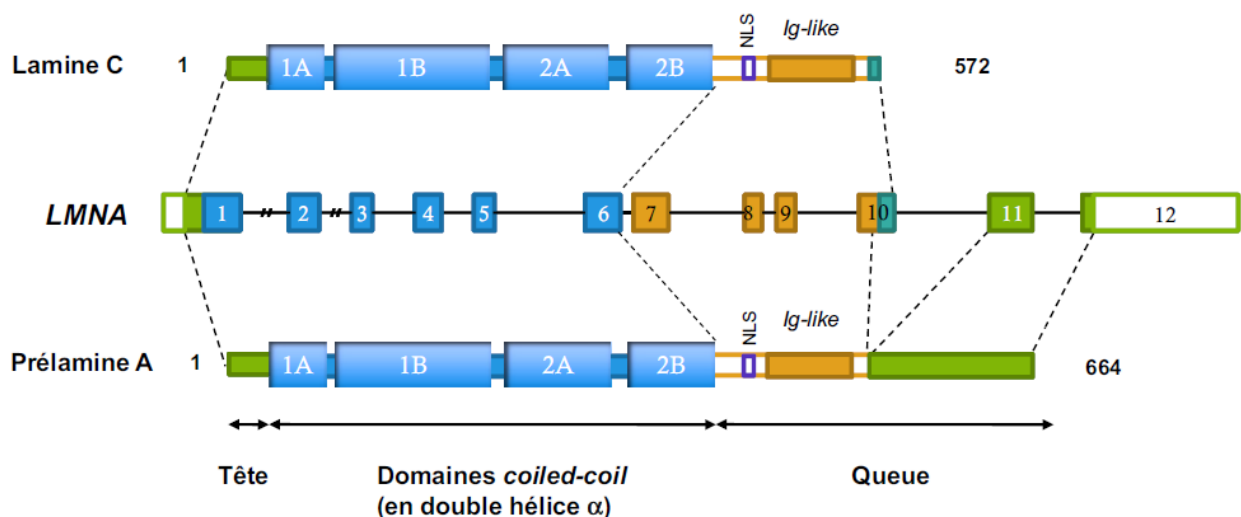 NLS
Ig-like
Lamine C 1 1A 1B 2A 2B 572
LMNA 1 2 3 4 5 6 7 8 9 10 11 12
NLS
Ig-like
Prélamine A 1 1A 1B 2A 2B 664
Tête Domaines coiled-coil Queue
(en double hélice α)